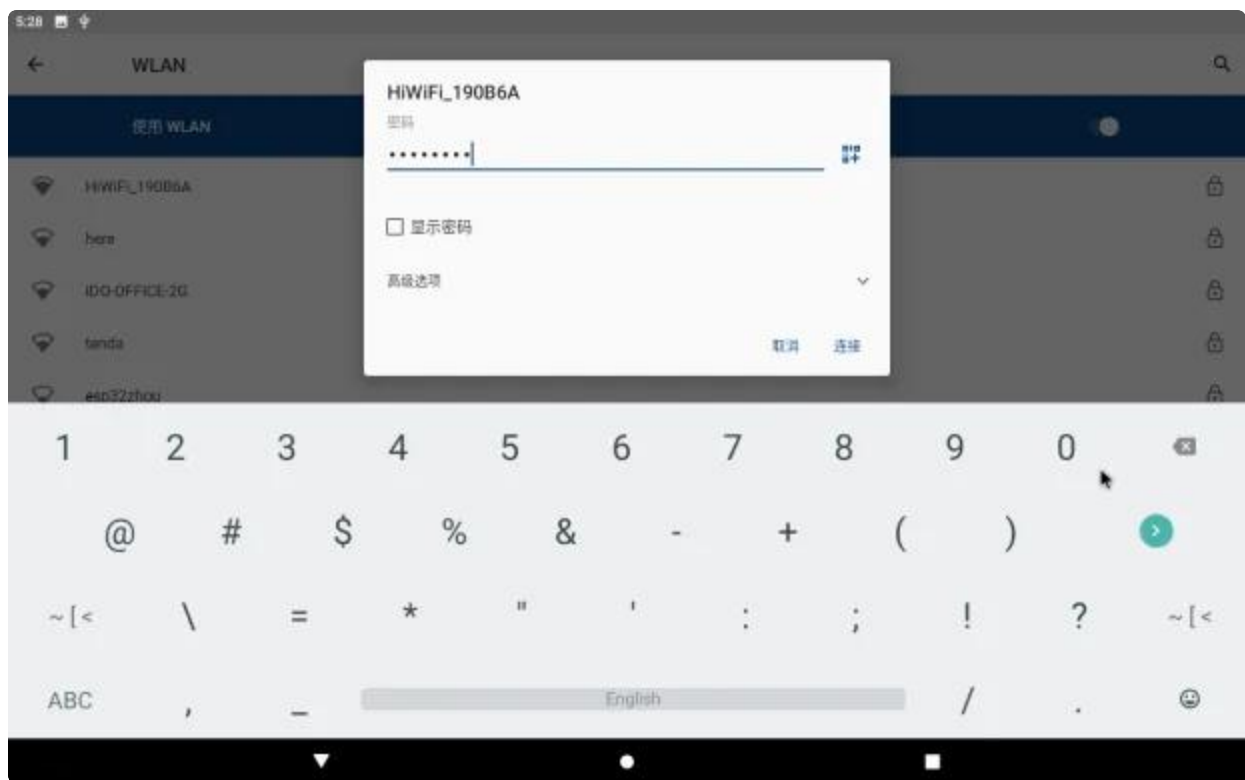 5:28
WLAN
使用 WLAN
HiWiFi_190B6A
密码
••••••••
显示密码
高级选项
取消 连接
HiWiFi_190B6A
here
IDO-OFFICE-2G
tanda
esp32zhou
1 2 3 4 5 6 7 8 9 0
@ # $ % & - + ( )
~[< \ = * " ' : ; ! ? ~[<
ABC , _ English / .